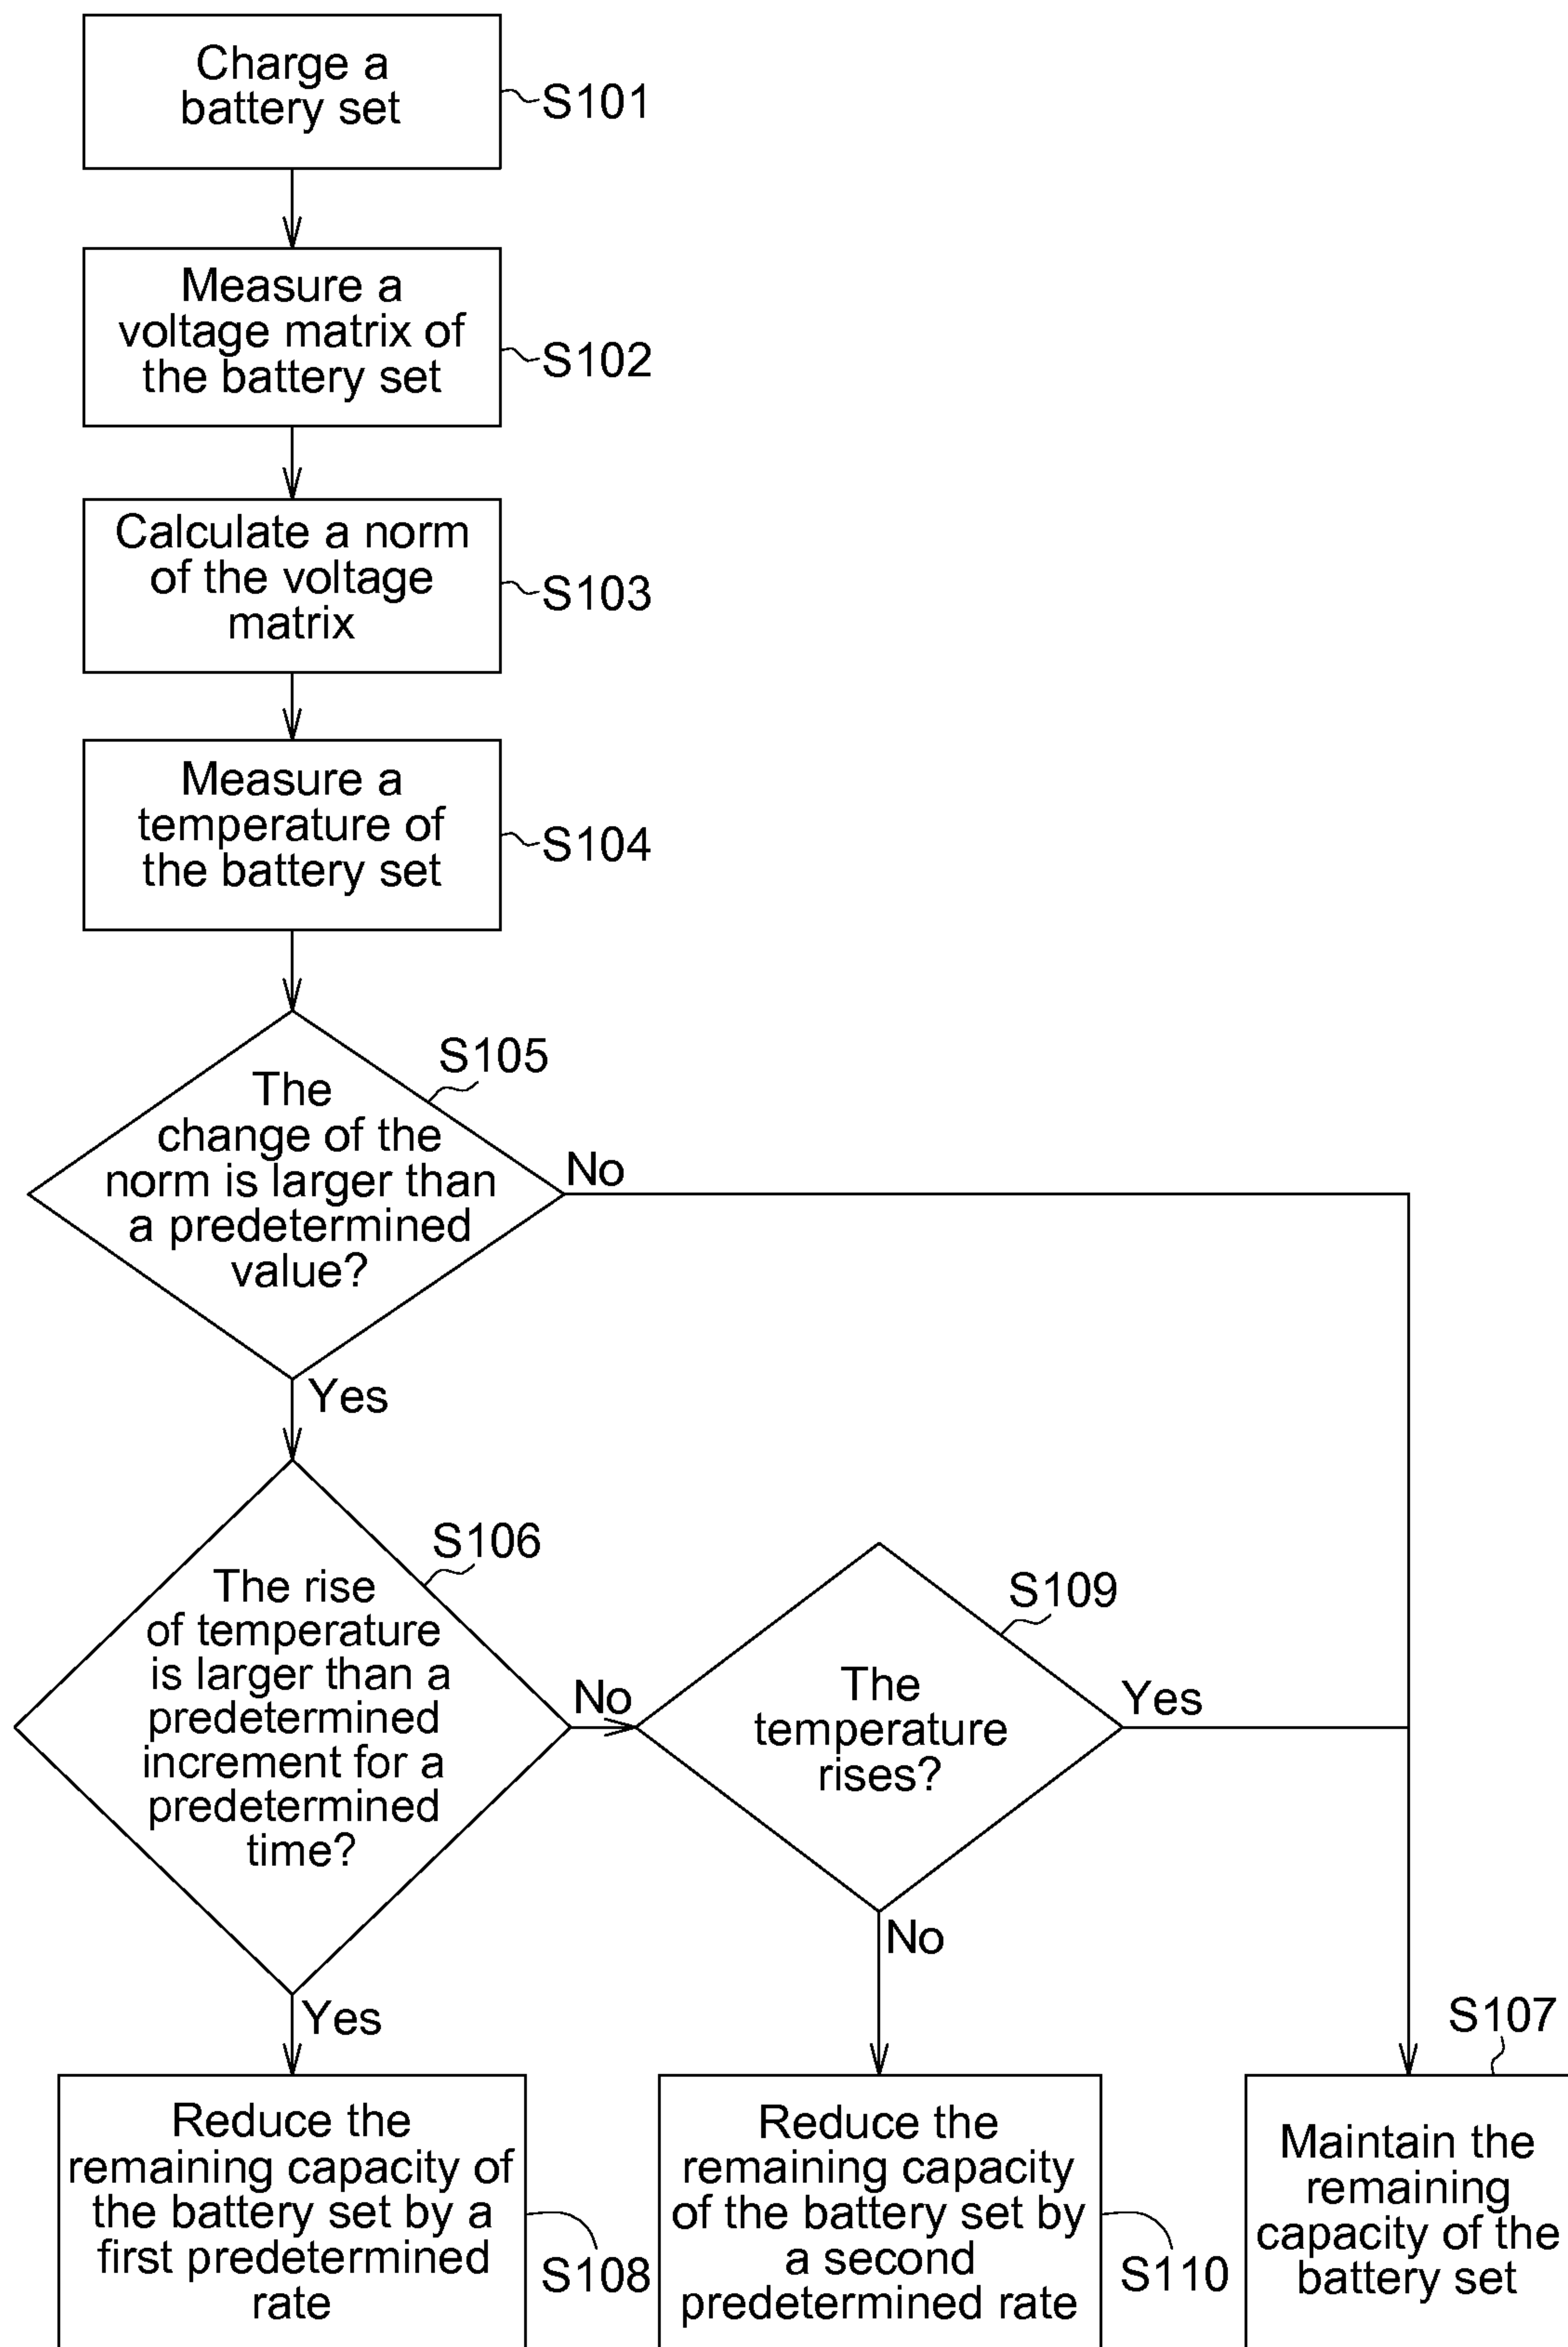 Charge a
battery set
S101
Measure a
voltage matrix of
the battery set
S102
Calculate a norm
of the voltage
matrix
S103
Measure a
temperature of
the battery set
S104
S105
The
change of the
norm is larger than
a predetermined
value?
No
Yes
S106
The rise
of temperature
is larger than a
predetermined
increment for a
predetermined
time?
No
S109
The
temperature
rises?
Yes
No
Yes
S107
Reduce the
remaining capacity of
the battery set by a
first predetermined
rate
S108
Reduce the
remaining capacity
of the battery set by
a second
predetermined rate
S110
Maintain the
remaining
capacity of the
battery set